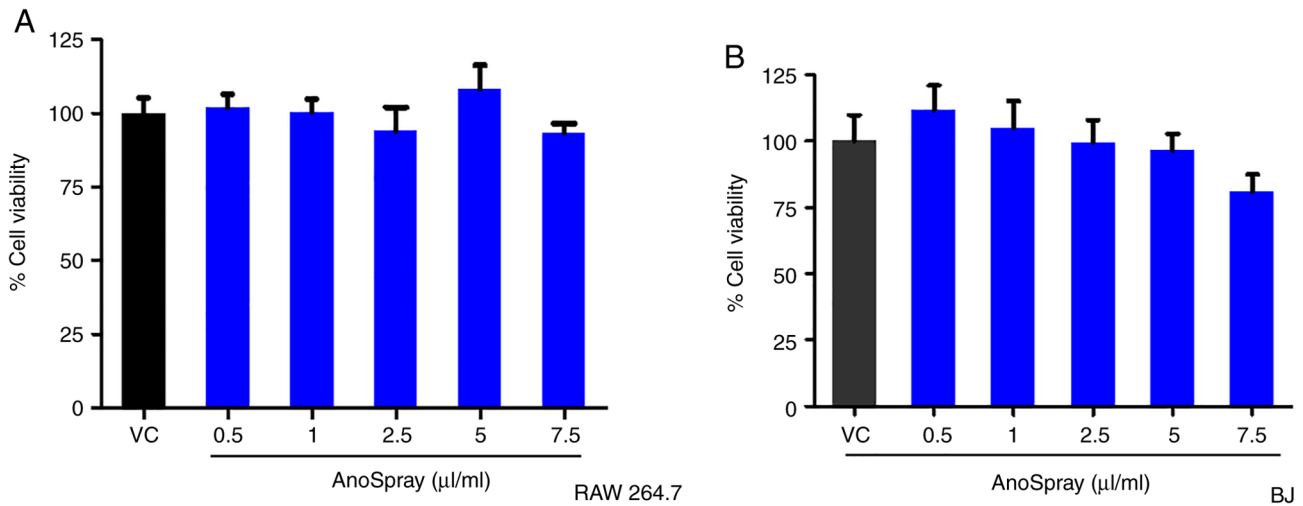 A
125
100
75
50
25
0
% Cell viability
VC 0.5 1 2.5 5 7.5
AnoSpray (μl/ml)
RAW 264.7
B
125
100
75
50
25
0
% Cell viability
VC 0.5 1 2.5 5 7.5
AnoSpray (μl/ml)
BJ